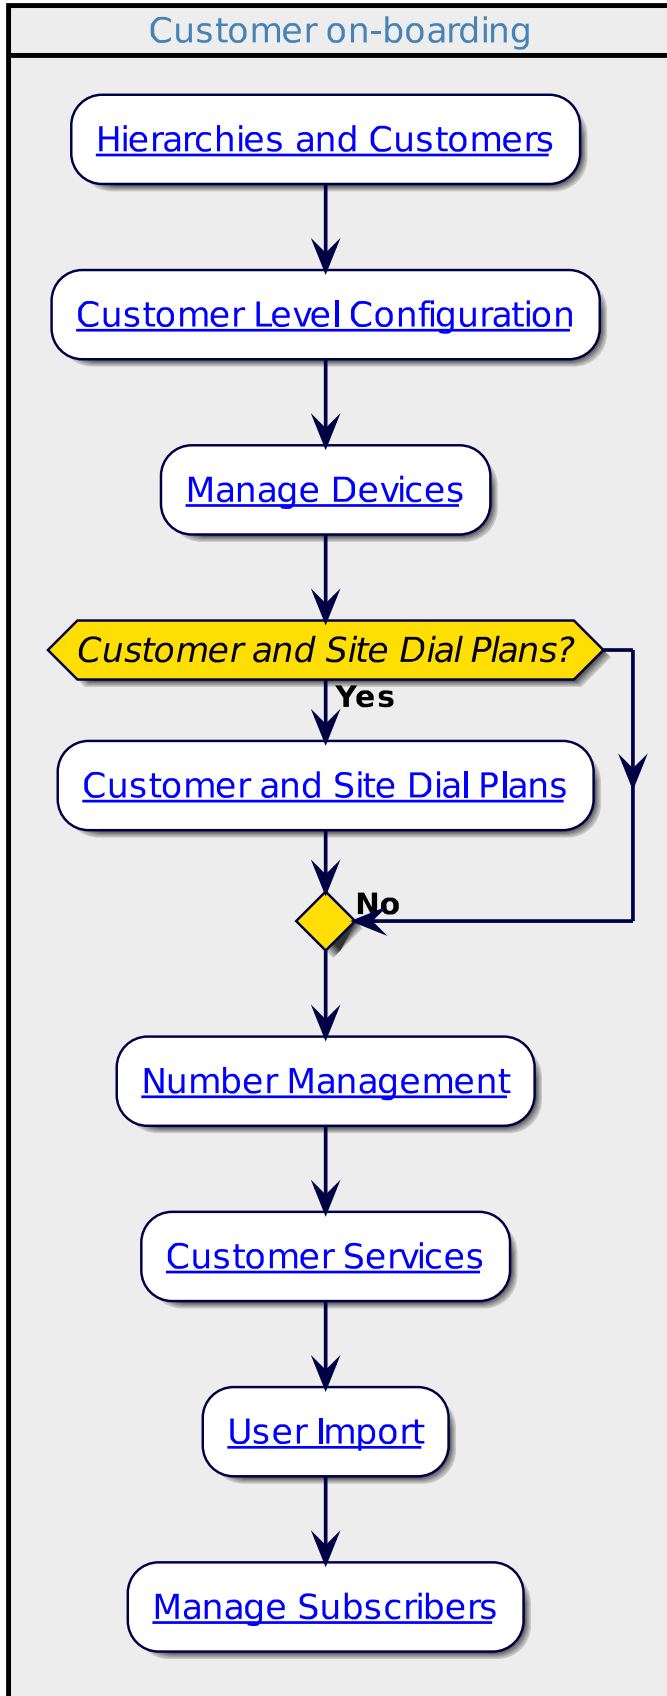 Customer on-boarding
Hierarchies and Customers
Customer Level Configuration
Manage Devices
Customer and Site Dial Plans?
Yes
Customer and Site Dial Plans
No
Number Management
Customer Services
User Import
Manage Subscribers